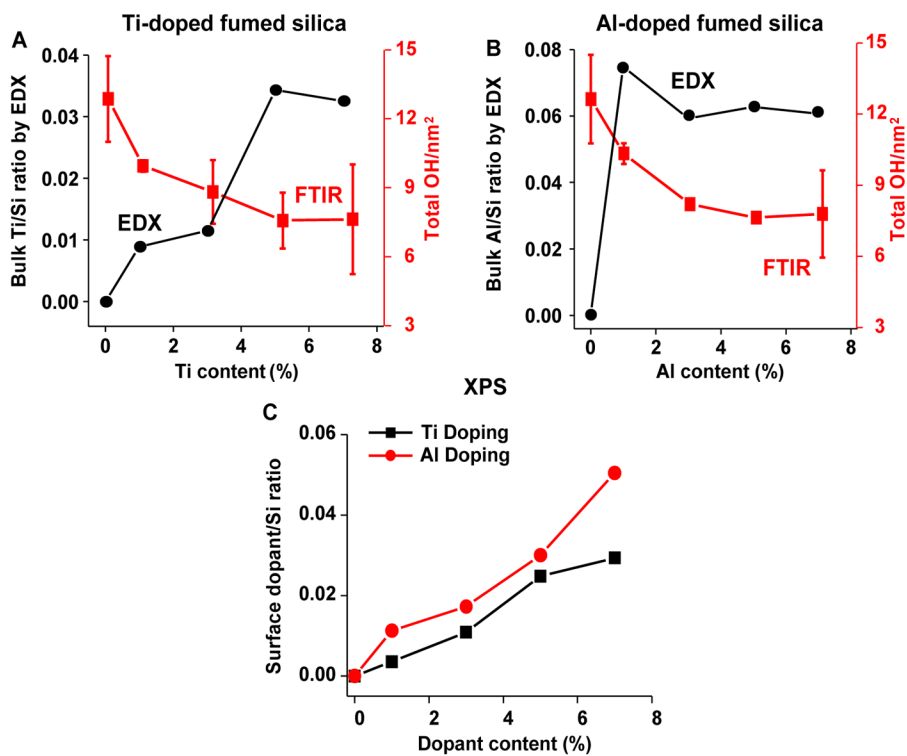 Ti-doped fumed silica
A
Bulk Ti/Si ratio by EDX
0.04
0.03
0.02
0.01
0.00
EDX
FTIR
15
12
9
6
3
Total OH/nm²
0 2 4 6 8
Ti content (%)
Al-doped fumed silica
B
Bulk Al/Si ratio by EDX
0.08
0.06
0.04
0.02
0.00
EDX
FTIR
15
12
9
6
3
Total OH/nm²
0 2 4 6 8
Al content (%)
XPS
C
Surface dopant/Si ratio
0.06
0.04
0.02
0.00
Ti Doping
Al Doping
0 2 4 6 8
Dopant content (%)